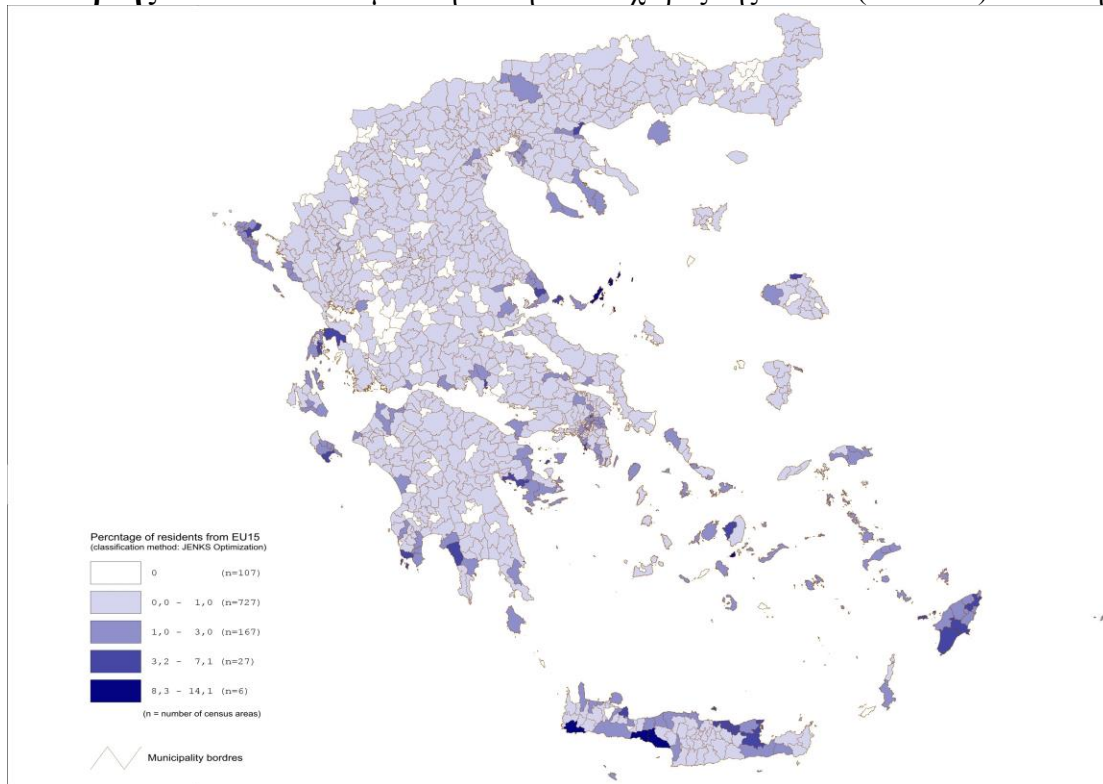 Percntage of residents from EU15
(classification method: JENKS Optimization)
0 (n=107)
0,0 - 1,0 (n=727)
1,0 - 3,0 (n=167)
3,2 - 7,1 (n=27)
8,3 - 14,1 (n=6)
(n = number of census areas)
Municipality bordres